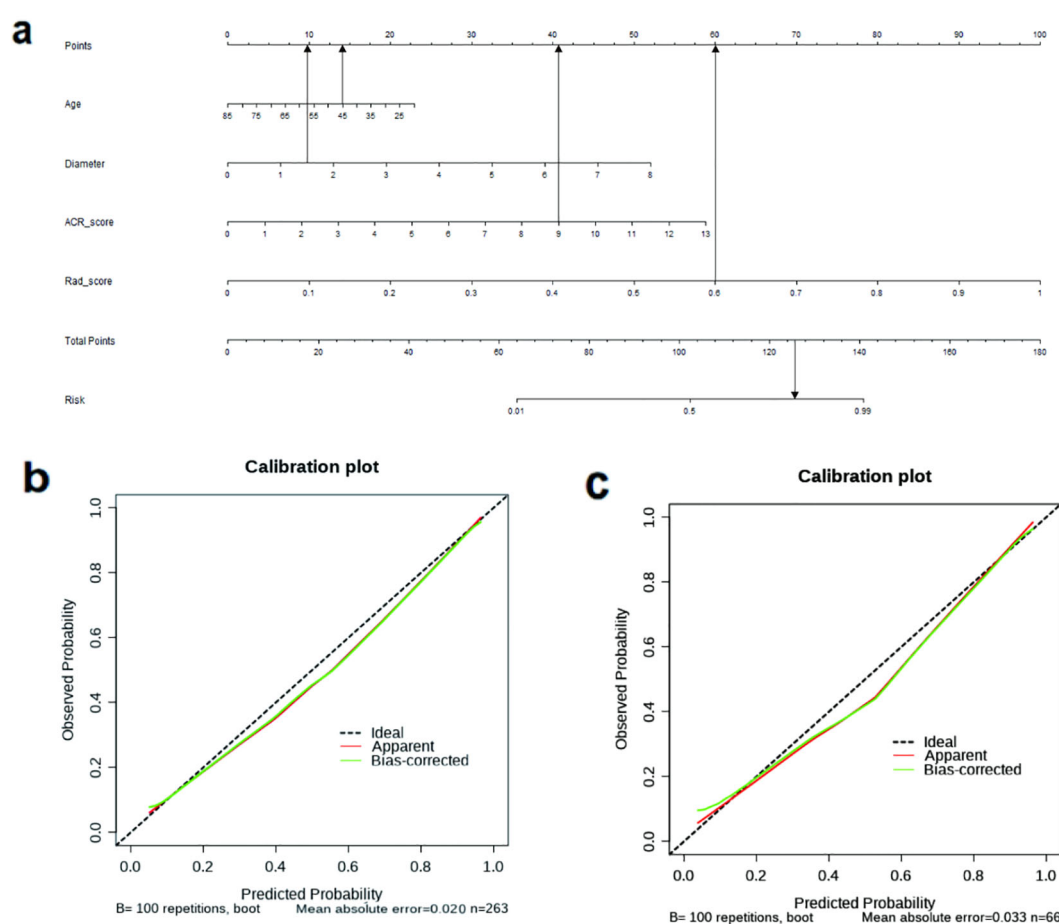 a
Points
0 10 20 30 40 50 60 70 80 90 100
Age
85 75 65 55 45 35 25
Diameter
0 1 2 3 4 5 6 7 8
ACR_score
0 1 2 3 4 5 6 7 8 9 10 11 12 13
Rad_score
0 0.1 0.2 0.3 0.4 0.5 0.6 0.7 0.8 0.9 1
Total Points
0 20 40 60 80 100 120 140 160 180
Risk
0.01 0.5 0.99
b
Calibration plot
Observed Probability
1.0
0.8
0.6
0.4
0.2
0.0
Ideal
Apparent
Bias-corrected
0.0 0.2 0.4 0.6 0.8 1.0
Predicted Probability
B= 100 repetitions, boot Mean absolute error=0.020 n=263
c
Calibration plot
Observed Probability
1.0
0.8
0.6
0.4
0.2
0.0
Ideal
Apparent
Bias-corrected
0.0 0.2 0.4 0.6 0.8 1.0
Predicted Probability
B= 100 repetitions, boot Mean absolute error=0.033 n=66